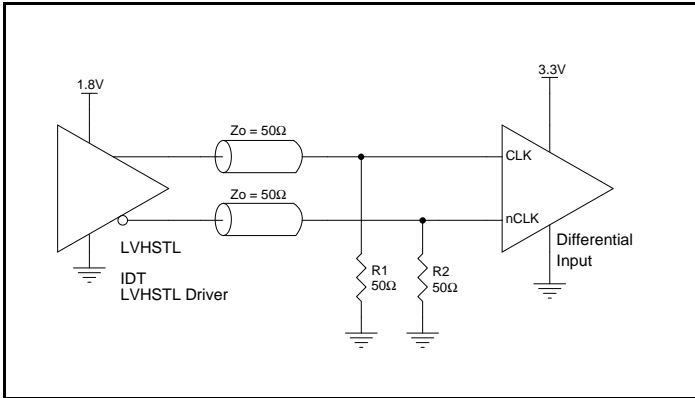 1.8V
3.3V
Zo = 50Ω
CLK
Zo = 50Ω
nCLK
LVHSTL
IDT
LVHSTL Driver
R1
50Ω
R2
50Ω
Differential
Input